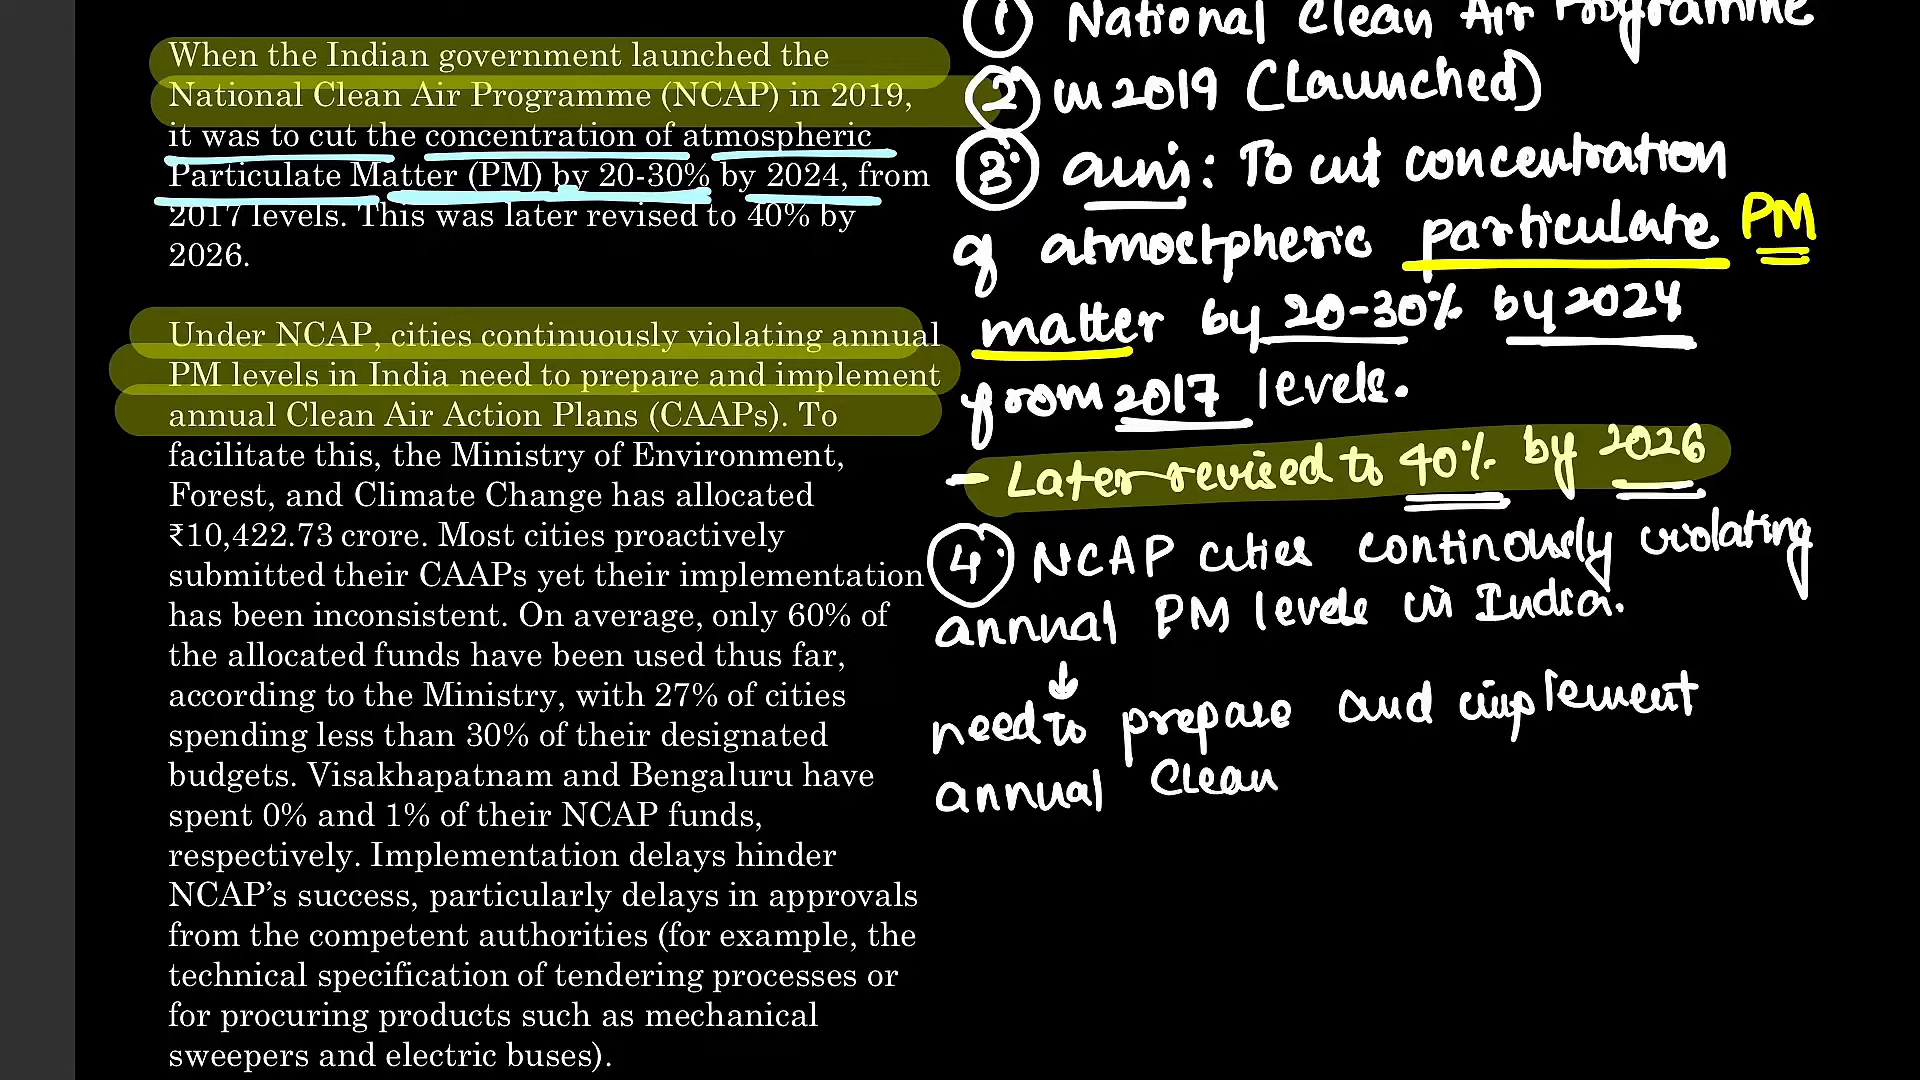 When the Indian government launched the
National Clean Air Programme (NCAP) in 2019,
it was to cut the concentration of atmospheric
Particulate Matter (PM) by 20-30% by 2024, from
2017 levels. This was later revised to 40% by
2026.
Under NCAP, cities continuously violating annual
PM levels in India need to prepare and implement
annual Clean Air Action Plans (CAAPs). To
facilitate this, the Ministry of Environment,
Forest, and Climate Change has allocated
₹10,422.73 crore. Most cities proactively
submitted their CAAPs yet their implementation
has been inconsistent. On average, only 60% of
the allocated funds have been used thus far,
according to the Ministry, with 27% of cities
spending less than 30% of their designated
budgets. Visakhapatnam and Bengaluru have
spent 0% and 1% of their NCAP funds,
respectively. Implementation delays hinder
NCAP’s success, particularly delays in approvals
from the competent authorities (for example, the
technical specification of tendering processes or
for procuring products such as mechanical
sweepers and electric buses).
1 National Clean Air Programme
2 in 2019 (Launched)
3 aim: To cut concentration
of atmostpheric particulate PM
matter by 20-30% by 2024
from 2017 levels.
- Later revised to 40% by 2026
4 NCAP cities continously violating
annual PM levels in India.
↓
need to prepare and implement
annual Clean